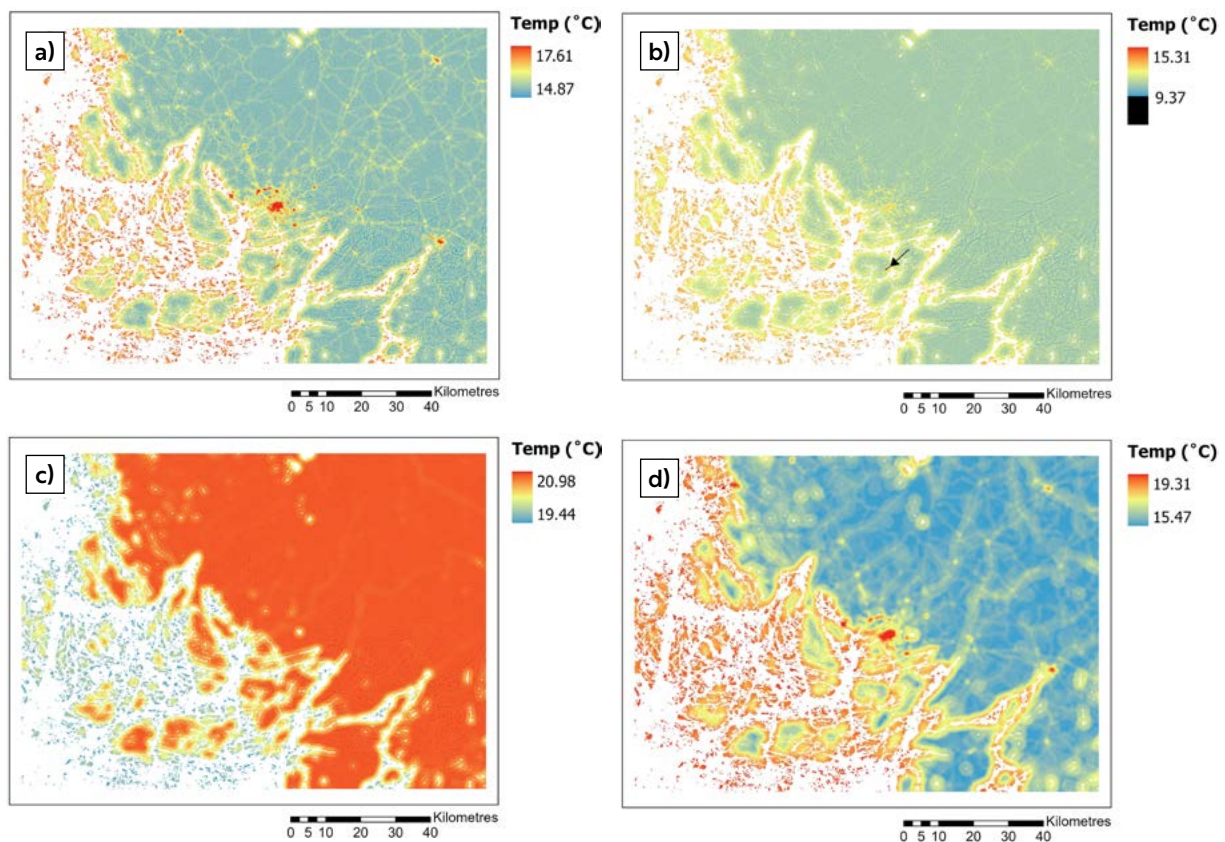 a)
Temp (°C)
17.61
14.87
Kilometres
0 5 10 20 30 40
b)
Temp (°C)
15.31
9.37
Kilometres
0 5 10 20 30 40
c)
Temp (°C)
20.98
19.44
Kilometres
0 5 10 20 30 40
d)
Temp (°C)
19.31
15.47
Kilometres
0 5 10 20 30 40